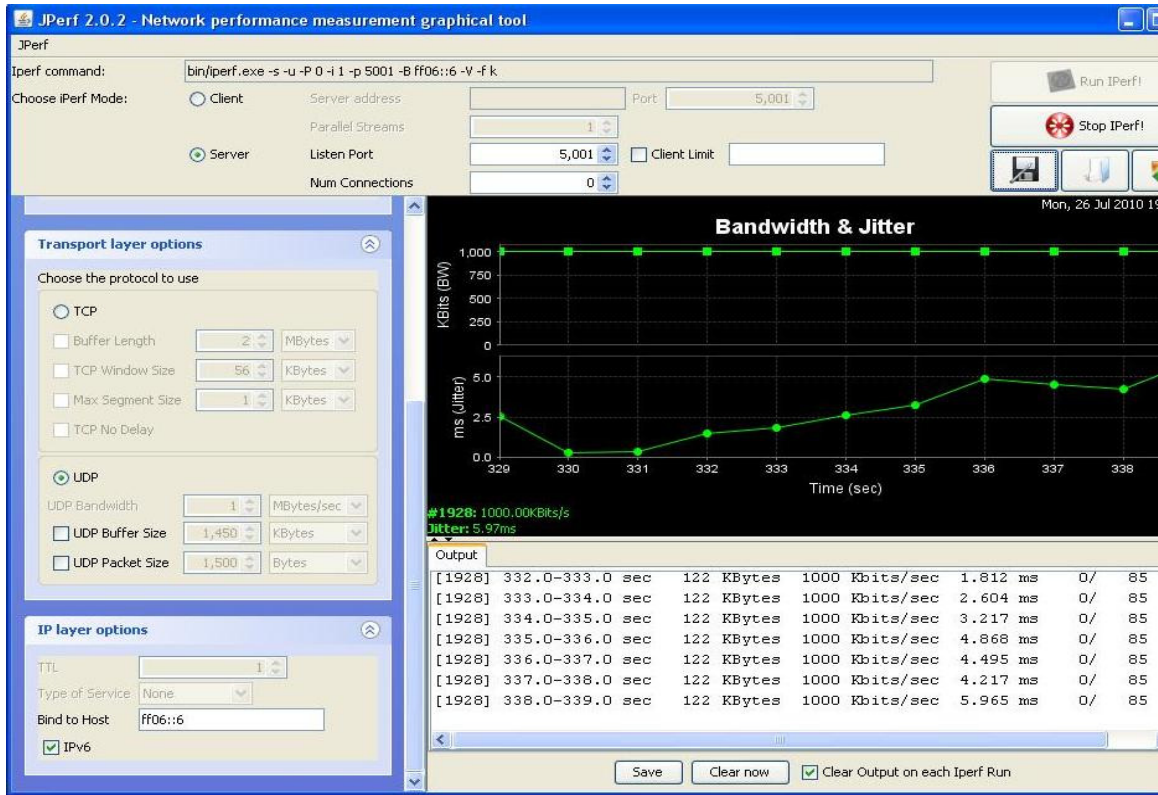 JPerf 2.0.2 - Network performance measurement graphical tool
JPerf
Iperf command: bin/iperf.exe -s -u -P 0 -i 1 -p 5001 -B ff06::6 -V -f k
Run IPerf!
Choose iPerf Mode: Client Server address Port 5,001
Parallel Streams 1
Stop IPerf!
Server Listen Port 5,001 Client Limit
Num Connections 0
Transport layer options
Choose the protocol to use
TCP
Buffer Length 2 MBytes
TCP Window Size 56 KBytes
Max Segment Size 1 KBytes
TCP No Delay
UDP
UDP Bandwidth 1 MBytes/sec
UDP Buffer Size 1,450 KBytes
UDP Packet Size 1,500 Bytes
IP layer options
TTL 1
Type of Service None
Bind to Host ff06::6
IPv6
Mon, 26 Jul 2010 19
Bandwidth & Jitter
KBits (BW)
1,000
750
500
250
0
ms (Jitter)
5.0
2.5
0.0
329 330 331 332 333 334 335 336 337 338
Time (sec)
#1928: 1000.00KBits/s
Jitter: 5.97ms
Output
[1928] 332.0-333.0 sec 122 KBytes 1000 Kbits/sec 1.812 ms 0/ 85
[1928] 333.0-334.0 sec 122 KBytes 1000 Kbits/sec 2.604 ms 0/ 85
[1928] 334.0-335.0 sec 122 KBytes 1000 Kbits/sec 3.217 ms 0/ 85
[1928] 335.0-336.0 sec 122 KBytes 1000 Kbits/sec 4.868 ms 0/ 85
[1928] 336.0-337.0 sec 122 KBytes 1000 Kbits/sec 4.495 ms 0/ 85
[1928] 337.0-338.0 sec 122 KBytes 1000 Kbits/sec 4.217 ms 0/ 85
[1928] 338.0-339.0 sec 122 KBytes 1000 Kbits/sec 5.965 ms 0/ 85
Save Clear now Clear Output on each Iperf Run